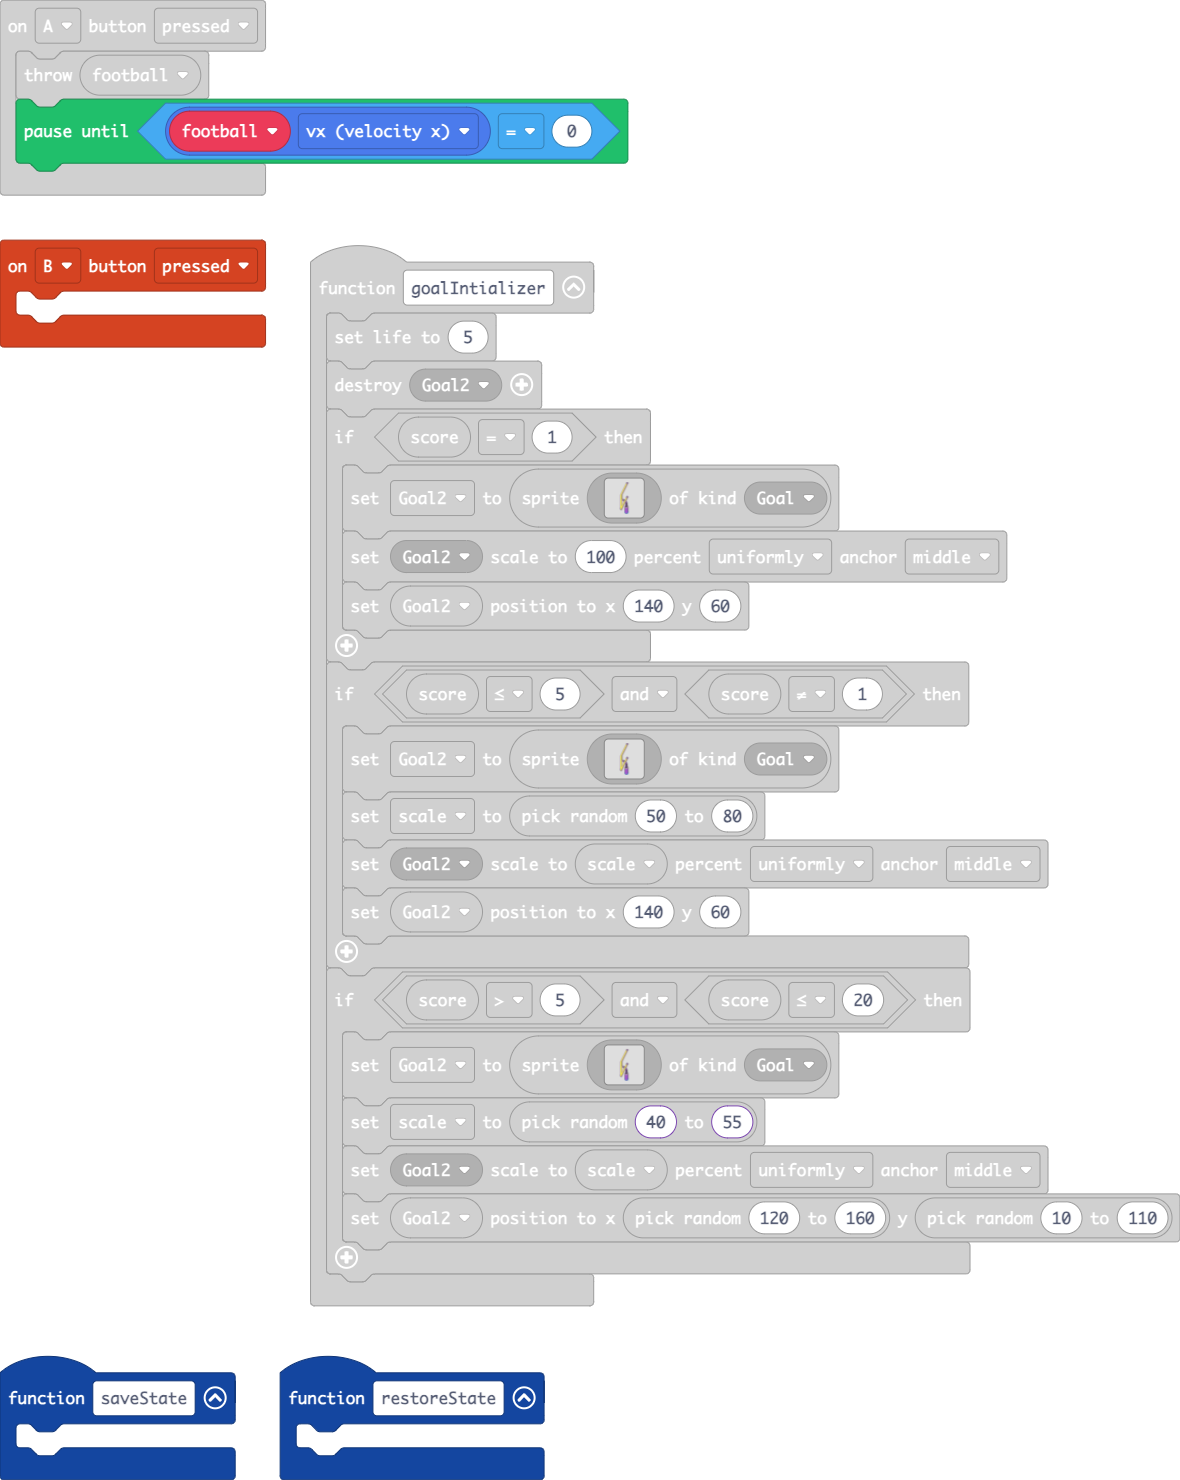 on A button pressed
throw football
pause until football vx (velocity x) = 0
on B button pressed
function goalIntializer
set life to 5
destroy Goal2
if score = 1 then
set Goal2 to sprite of kind Goal
set Goal2 scale to 100 percent uniformly anchor middle
set Goal2 position to x 140 y 60
if score ≤ 5 and score ≠ 1 then
set Goal2 to sprite of kind Goal
set scale to pick random 50 to 80
set Goal2 scale to scale percent uniformly anchor middle
set Goal2 position to x 140 y 60
if score > 5 and score ≤ 20 then
set Goal2 to sprite of kind Goal
set scale to pick random 40 to 55
set Goal2 scale to scale percent uniformly anchor middle
set Goal2 position to x pick random 120 to 160 y pick random 10 to 110
function saveState
function restoreState